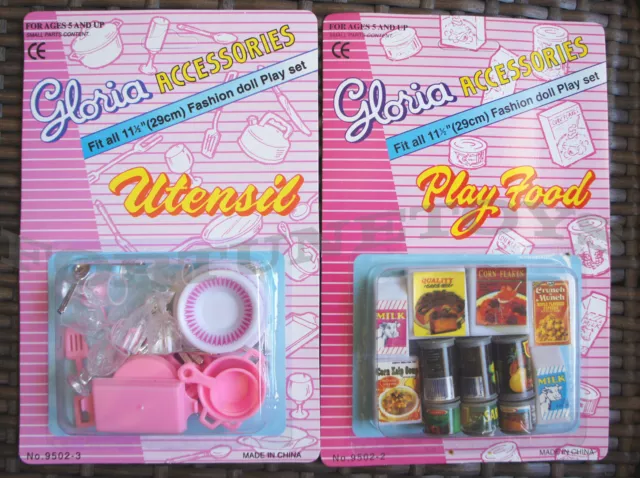 FOR AGES 5 AND UP
SMALL PARTS CONTENT.
CE
Gloria ACCESSORIES
Fit all 11½"(29cm) Fashion doll Play set
Utensil
No.9502-3
MADE IN CHINA
FOR AGES 5 AND UP
SMALL PARTS CONTENT.
CE
Gloria ACCESSORIES
Fit all 11½"(29cm) Fashion doll Play set
Play Food
QUALITY
CORN FLAKES
Crunch
Munch
MILK
MILK
No.9502-2
MADE IN CHINA